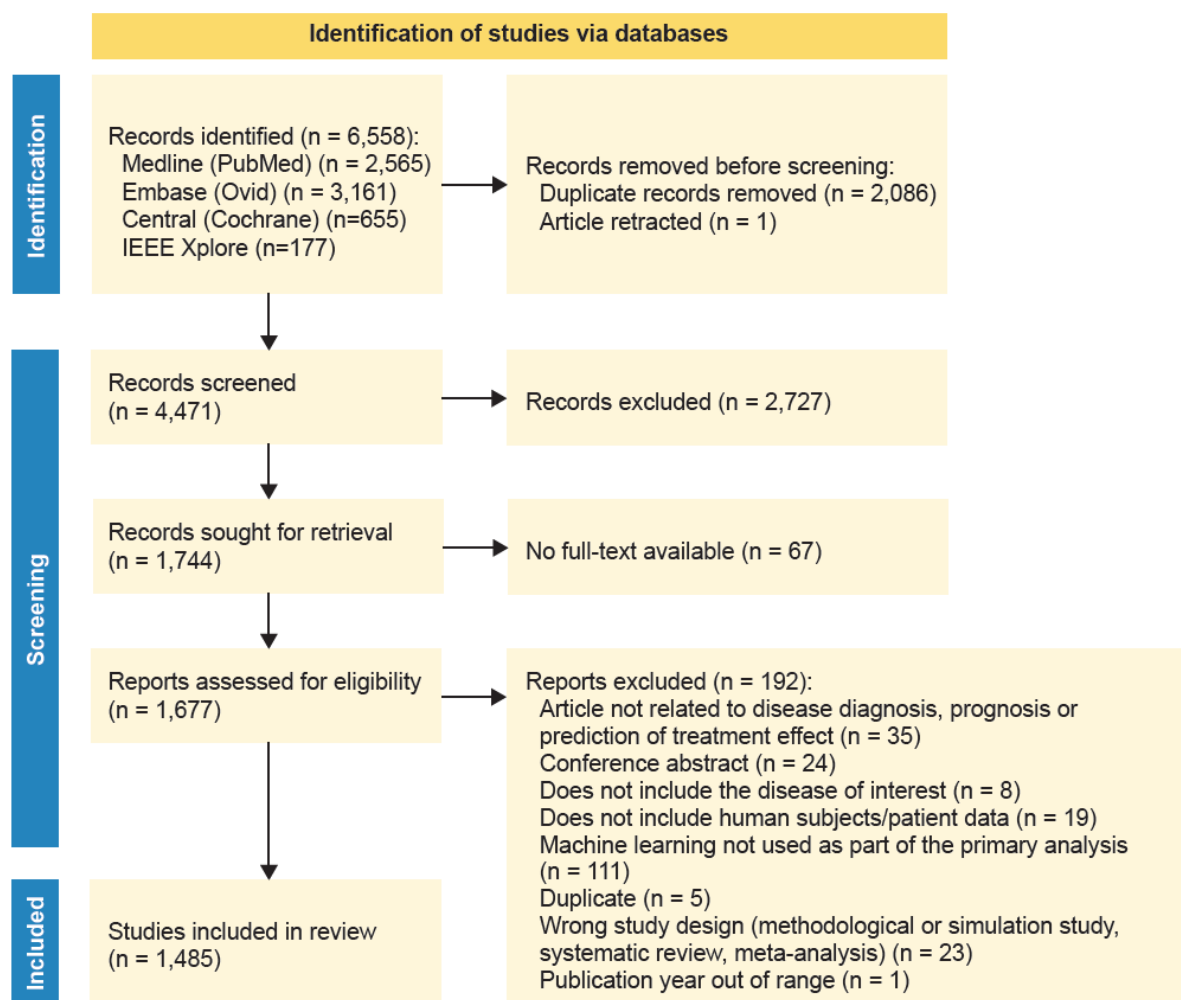 Identification of studies via databases
Identification
Records identified (n = 6,558):
Medline (PubMed) (n = 2,565)
Embase (Ovid) (n = 3,161)
Central (Cochrane) (n=655)
IEEE Xplore (n=177)
Records removed before screening:
Duplicate records removed (n = 2,086)
Article retracted (n = 1)
Screening
Records screened
(n = 4,471)
Records excluded (n = 2,727)
Records sought for retrieval
(n = 1,744)
No full-text available (n = 67)
Reports assessed for eligibility
(n = 1,677)
Reports excluded (n = 192):
Article not related to disease diagnosis, prognosis or
prediction of treatment effect (n = 35)
Conference abstract (n = 24)
Does not include the disease of interest (n = 8)
Does not include human subjects/patient data (n = 19)
Machine learning not used as part of the primary analysis
(n = 111)
Duplicate (n = 5)
Wrong study design (methodological or simulation study,
systematic review, meta-analysis) (n = 23)
Publication year out of range (n = 1)
Included
Studies included in review
(n = 1,485)